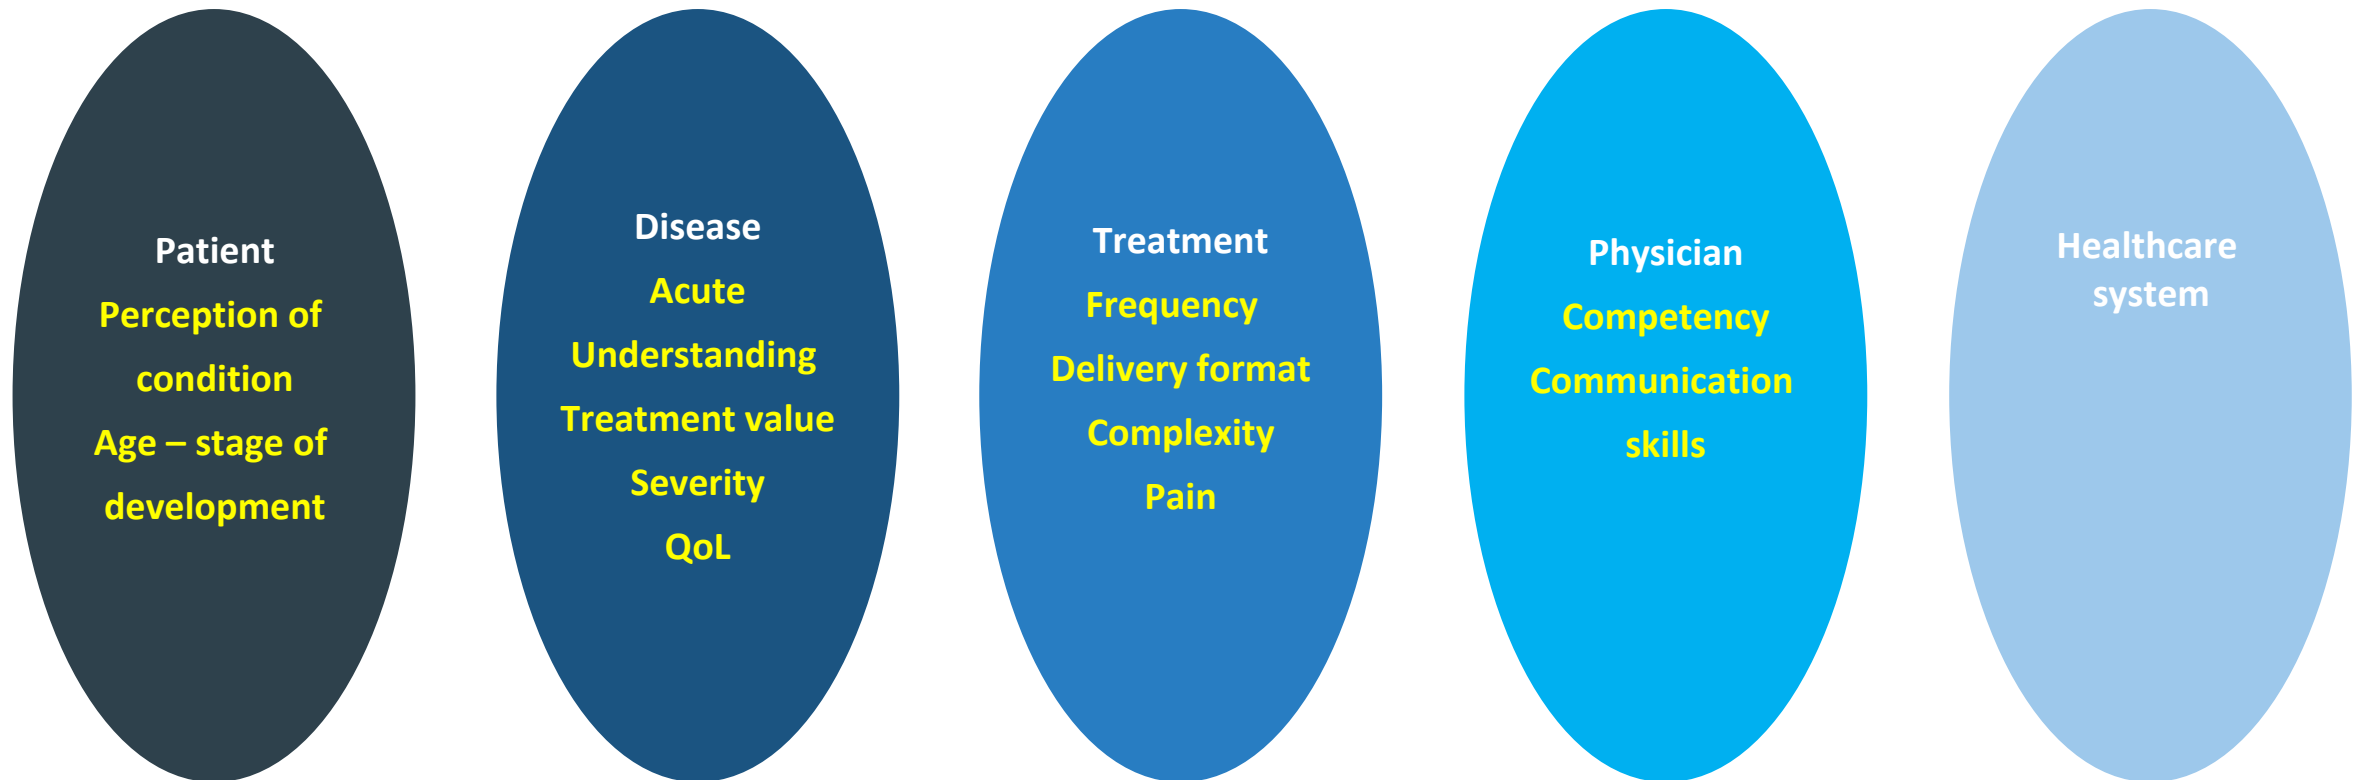 Patient
Perception of
condition
Age – stage of
development
Disease
Acute
Understanding
Treatment value
Severity
QoL
Treatment
Frequency
Delivery format
Complexity
Pain
Physician
Competency
Communication
skills
Healthcare
system